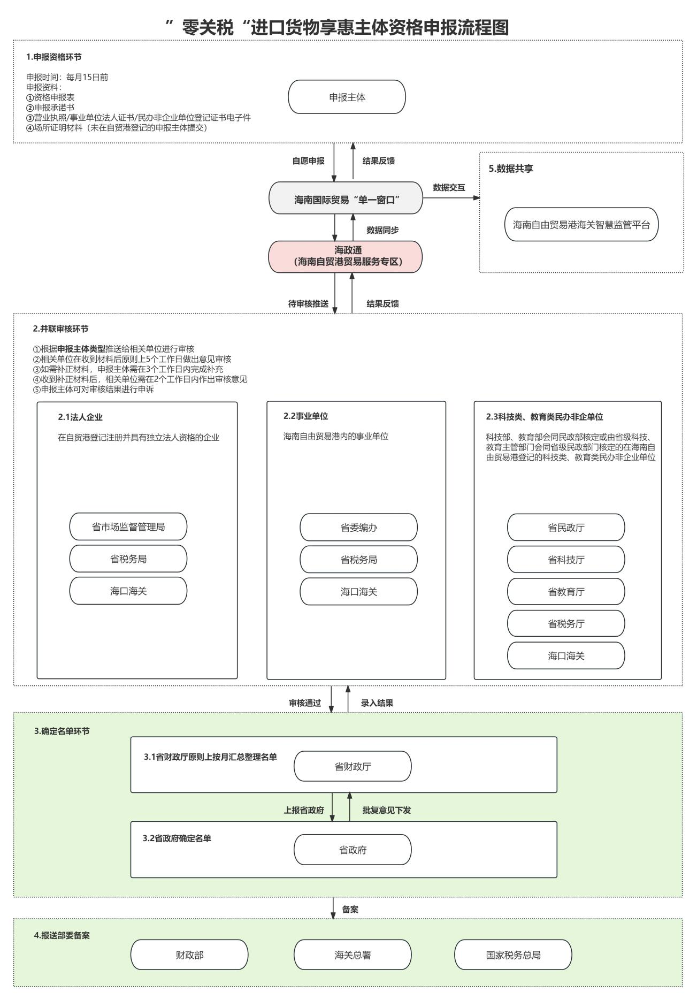 ”零关税“进口货物享惠主体资格申报流程图
1.申报资格环节
申报时间：每月15日前
申报资料：
①资格申报表
②申报承诺书
③营业执照/事业单位法人证书/民办非企业单位登记证书电子件
④场所证明材料（未在自贸港登记的申报主体提交）
申报主体
自愿申报
结果反馈
海南国际贸易“单一窗口”
数据交互
5.数据共享
海南自由贸易港海关智慧监管平台
数据同步
海政通
（海南自贸港贸易服务专区）
待审核推送
结果反馈
2.并联审核环节
①根据申报主体类型推送给相关单位进行审核
②相关单位在收到材料后原则上5个工作日做出意见审核
③如需补正材料，申报主体需在3个工作日内完成补充
④收到补正材料后，相关单位需在2个工作日内作出审核意见
⑤申报主体可对审核结果进行申诉
2.1法人企业
在自贸港登记注册并具有独立法人资格的企业
省市场监督管理局
省税务局
海口海关
2.2事业单位
海南自由贸易港内的事业单位
省委编办
省税务局
海口海关
2.3科技类、教育类民办非企单位
科技部、教育部会同民政部核定或由省级科技、
教育主管部门会同省级民政部门核定的在海南自
由贸易港登记的科技类、教育类民办非企业单位
省民政厅
省科技厅
省教育厅
省税务厅
海口海关
审核通过
录入结果
3.确定名单环节
3.1省财政厅原则上按月汇总整理名单
省财政厅
上报省政府
批复意见下发
3.2省政府确定名单
省政府
备案
4.报送部委备案
财政部
海关总署
国家税务总局